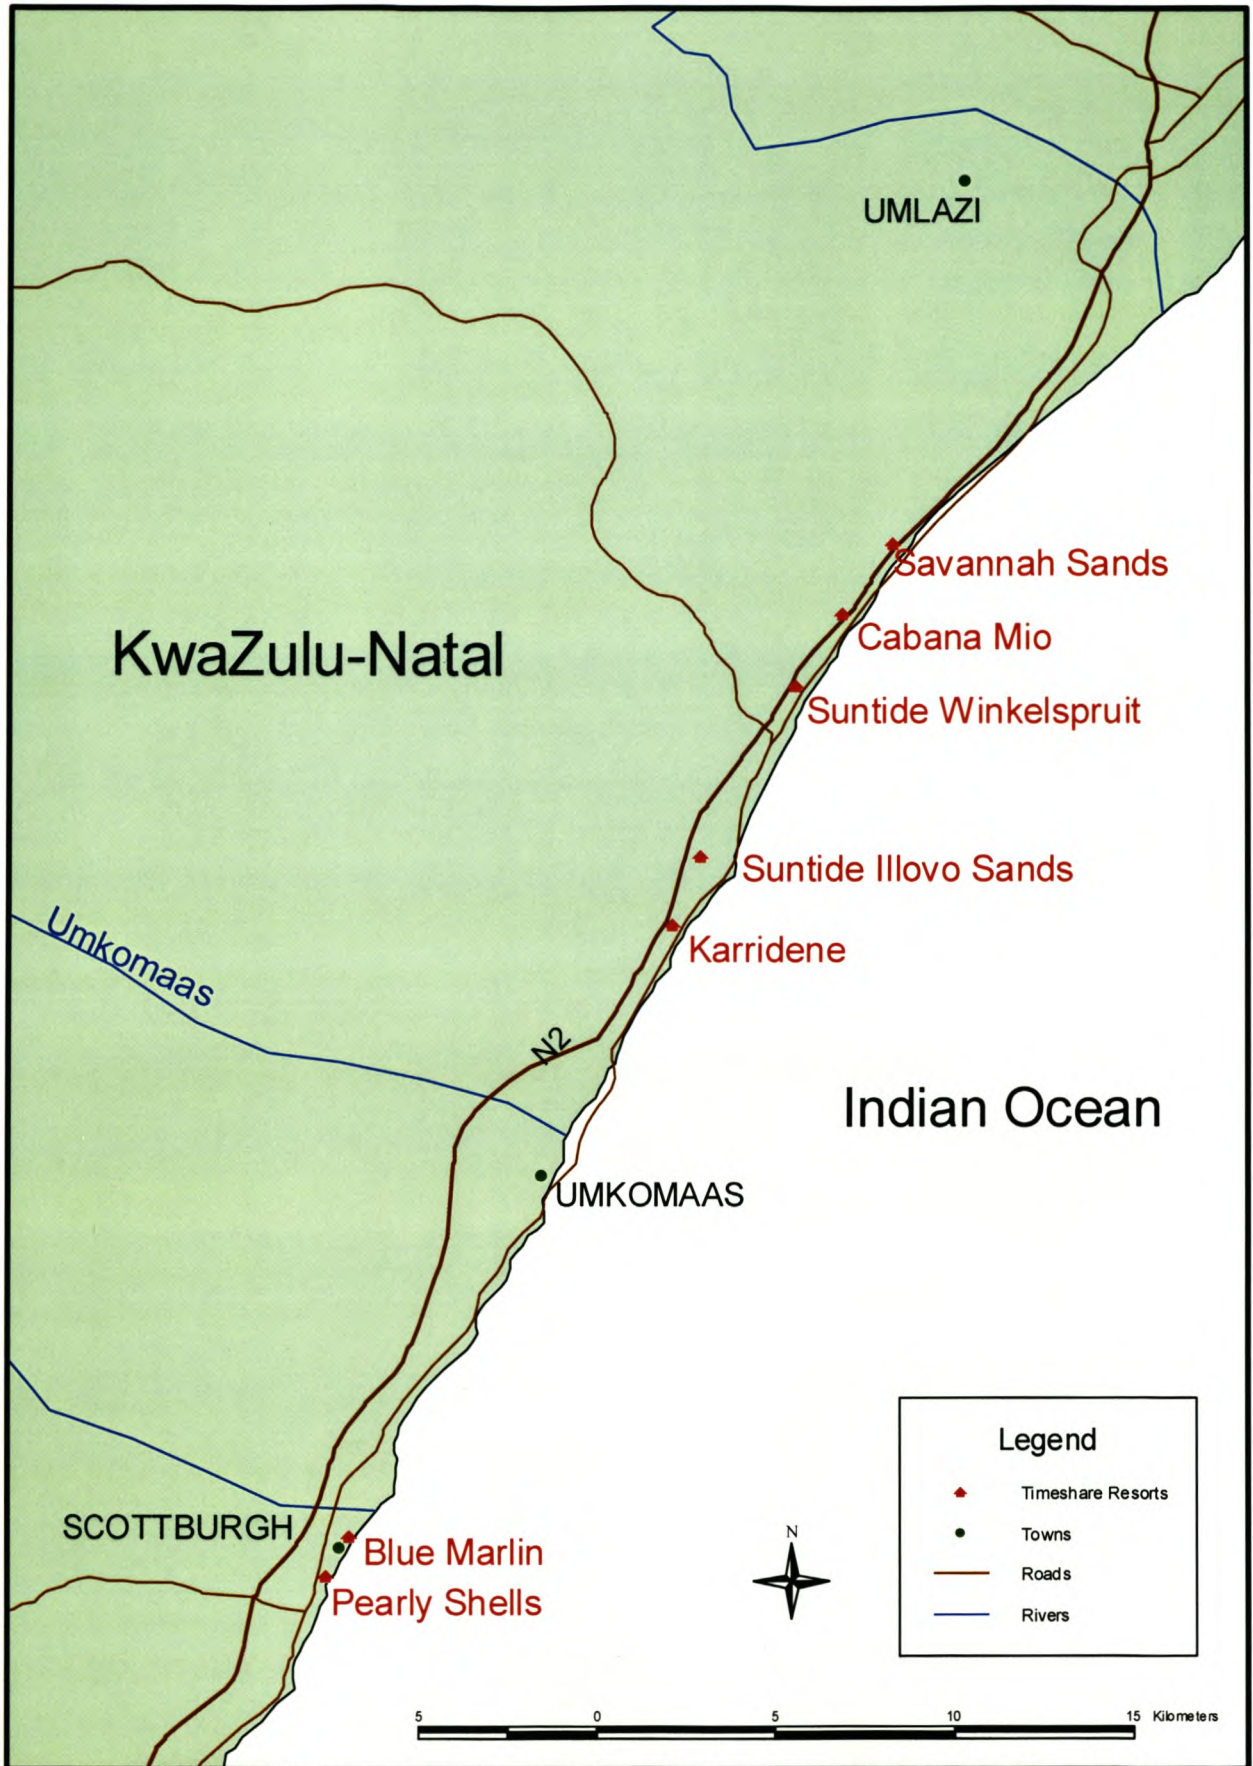 UMLAZI
Savannah Sands
Cabana Mio
KwaZulu-Natal
Suntide Winkelspruit
Suntide Illovo Sands
Umkomaas
Karridene
N2
Indian Ocean
UMKOMAAS
Legend
Timeshare Resorts
Towns
Roads
Rivers
SCOTTBURGH
Blue Marlin
Pearly Shells
N
5 0 5 10 15 Kilometers